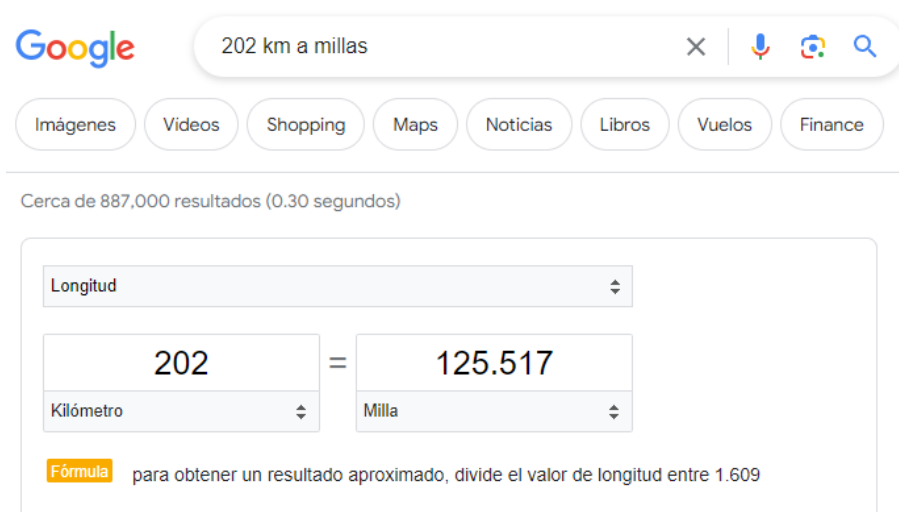 Google
202 km a millas
Imágenes Videos Shopping Maps Noticias Libros Vuelos Finance
Cerca de 887,000 resultados (0.30 segundos)
Longitud
202 = 125.517
Kilómetro Milla
Fórmula para obtener un resultado aproximado, divide el valor de longitud entre 1.609